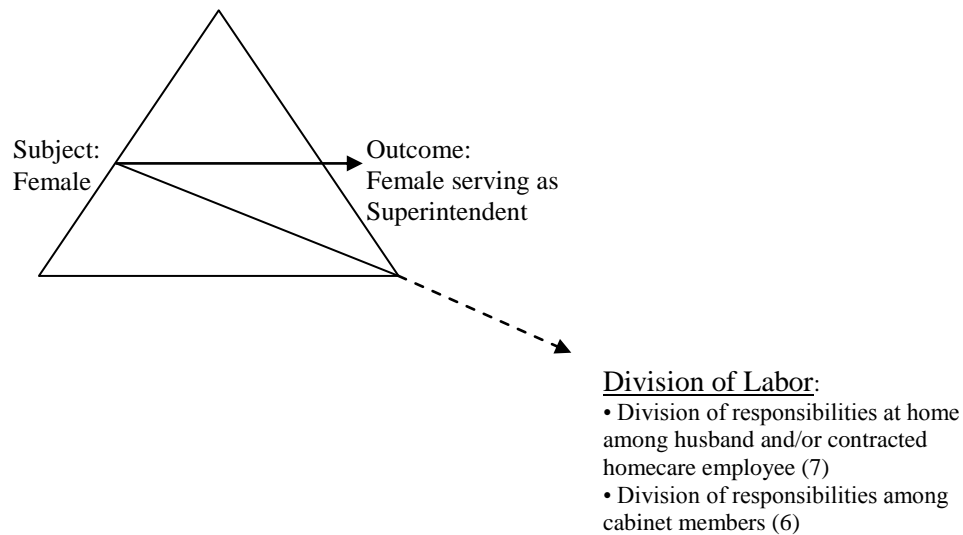 Subject:
Female
Outcome:
Female serving as
Superintendent
Division of Labor:
• Division of responsibilities at home
among husband and/or contracted
homecare employee (7)
• Division of responsibilities among
cabinet members (6)